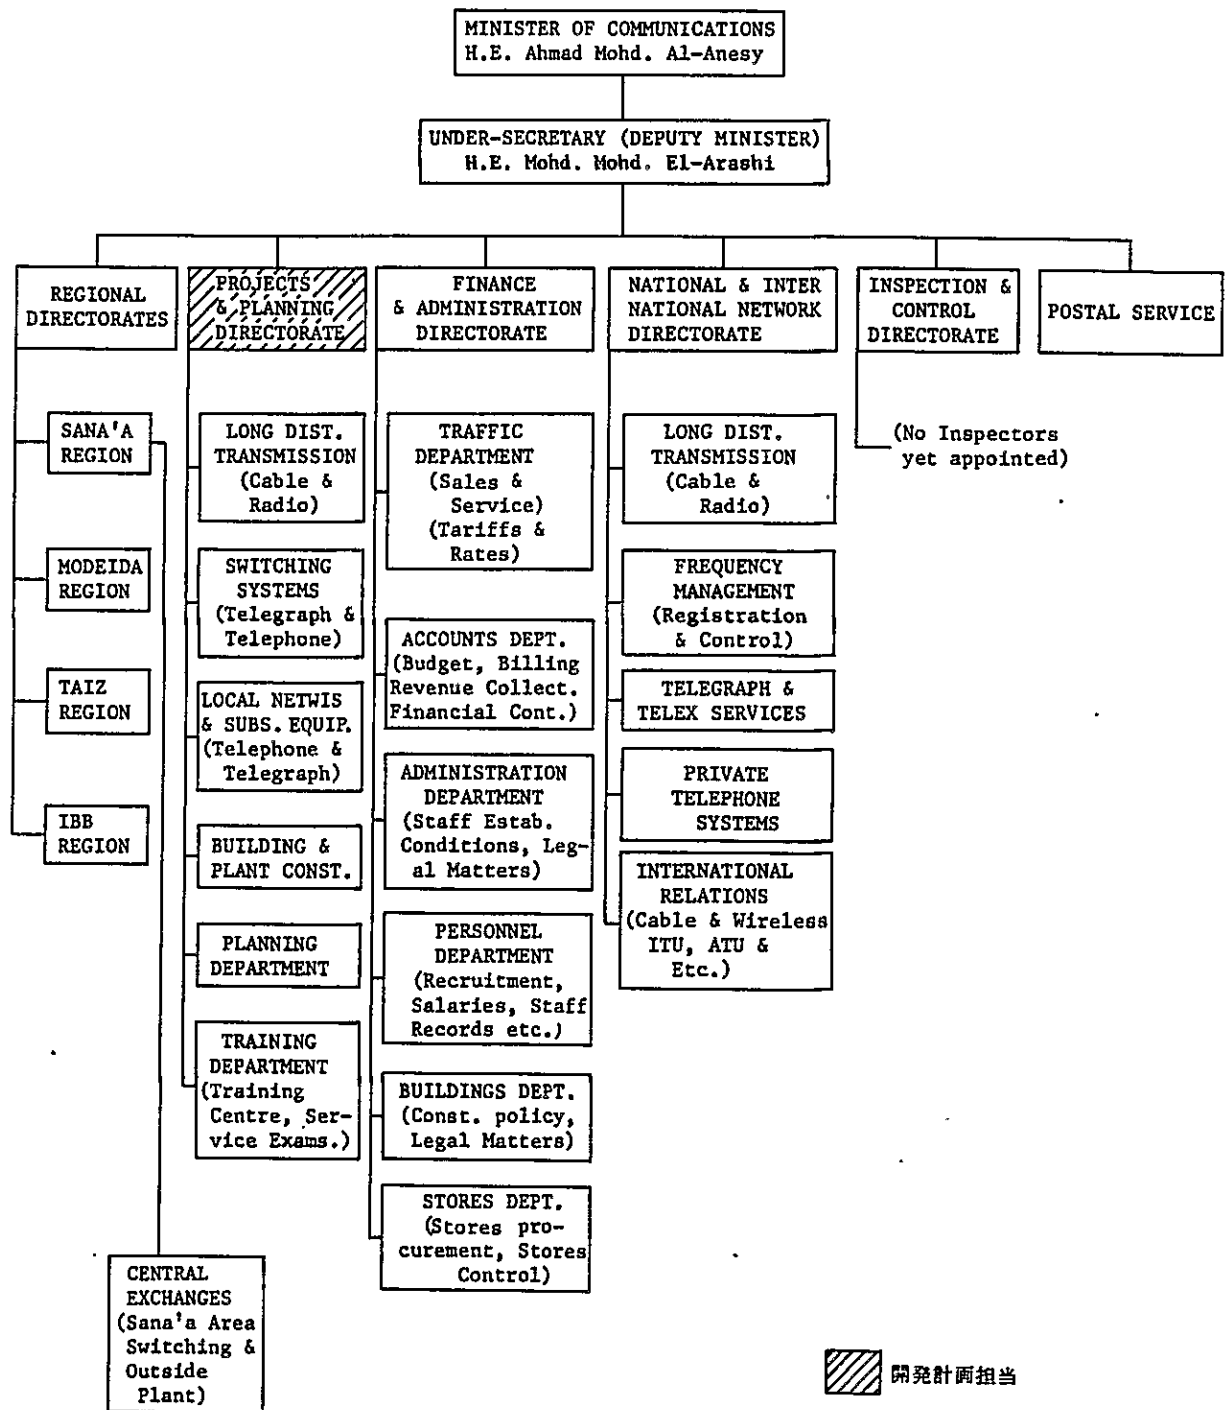 MINISTER OF COMMUNICATIONS
H.E. Ahmad Mohd. Al-Anesy
UNDER-SECRETARY (DEPUTY MINISTER)
H.E. Mohd. Mohd. El-Arashi
REGIONAL
DIRECTORATES
PROJECTS
& PLANNING
DIRECTORATE
FINANCE
& ADMINISTRATION
DIRECTORATE
NATIONAL & INTER
NATIONAL NETWORK
DIRECTORATE
INSPECTION &
CONTROL
DIRECTORATE
POSTAL SERVICE
SANA'A
REGION
MODEIDA
REGION
TAIZ
REGION
IBB
REGION
CENTRAL
EXCHANGES
(Sana'a Area
Switching &
Outside
Plant)
LONG DIST.
TRANSMISSION
(Cable &
Radio)
SWITCHING
SYSTEMS
(Telegraph &
Telephone)
LOCAL NETWIS
& SUBS. EQUIP.
(Telephone &
Telegraph)
BUILDING &
PLANT CONST.
PLANNING
DEPARTMENT
TRAINING
DEPARTMENT
(Training
Centre, Ser-
vice Exams.)
TRAFFIC
DEPARTMENT
(Sales &
Service)
(Tariffs &
Rates)
ACCOUNTS DEPT.
(Budget, Billing
Revenue Collect.
Financial Cont.)
ADMINISTRATION
DEPARTMENT
(Staff Estab.
Conditions, Leg-
al Matters)
PERSONNEL
DEPARTMENT
(Recruitment,
Salaries, Staff
Records etc.)
BUILDINGS DEPT.
(Const. policy,
Legal Matters)
STORES DEPT.
(Stores pro-
curement, Stores
Control)
LONG DIST.
TRANSMISSION
(Cable &
Radio)
FREQUENCY
MANAGEMENT
(Registration
& Control)
TELEGRAPH &
TELEX SERVICES
PRIVATE
TELEPHONE
SYSTEMS
INTERNATIONAL
RELATIONS
(Cable & Wireless
ITU, ATU &
Etc.)
(No Inspectors
yet appointed)
開発計画担当